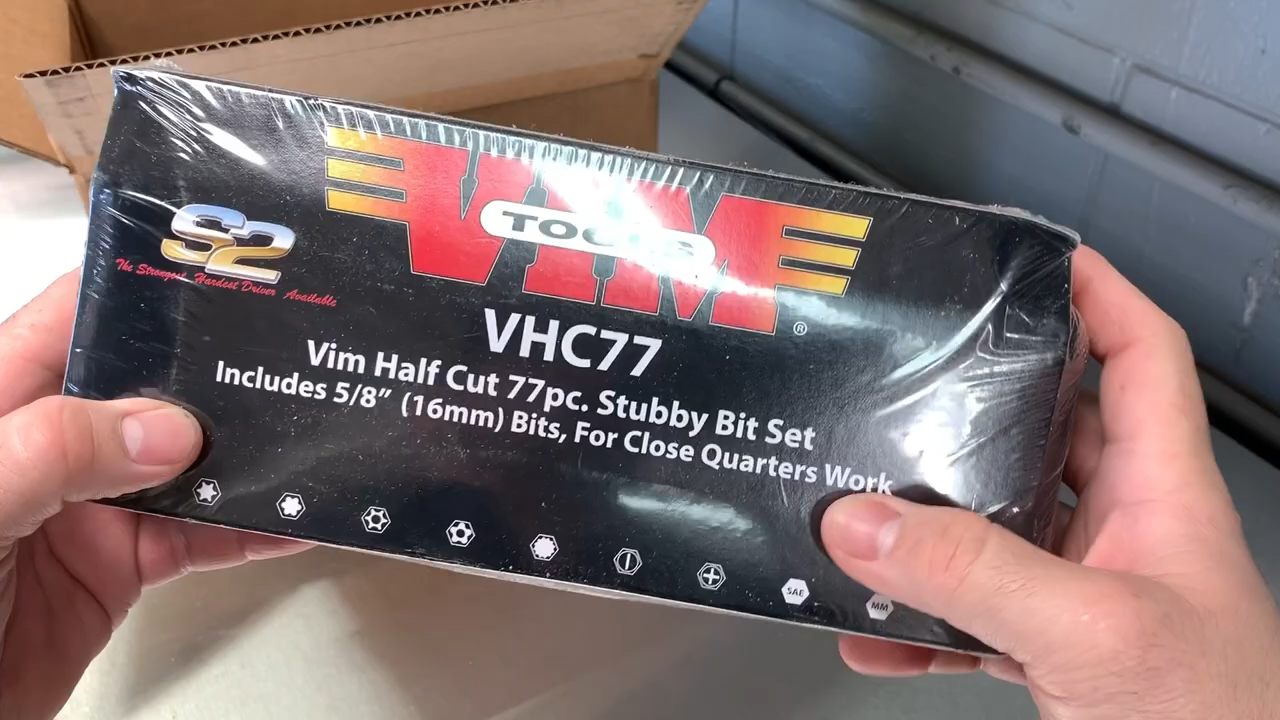 VIM
TOOLS
®
S2
The Strongest Hardest Driver Available
VHC77
Vim Half Cut 77pc. Stubby Bit Set
Includes 5/8” (16mm) Bits, For Close Quarters Work
SAE
MM